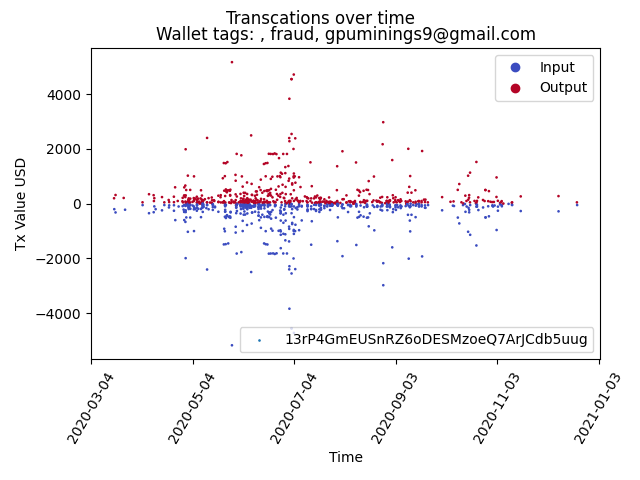 Transcations over time
Wallet tags: , fraud, gpuminings9@gmail.com
Input
Output
4000
2000
0
−2000
−4000
Tx Value USD
13rP4GmEUSnRZ6oDESMzoeQ7ArJCdb5uug
2020-03-04
2020-05-04
2020-07-04
2020-09-03
2020-11-03
2021-01-03
Time